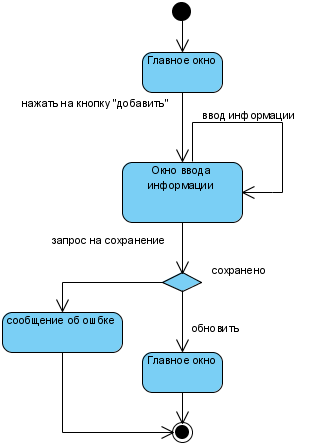 Главное окно
нажать на кнопку "добавить"
ввод информации
Окно ввода
информации
запрос на сохранение
сохранено
сообщение об ошбке
обновить
Главное окно